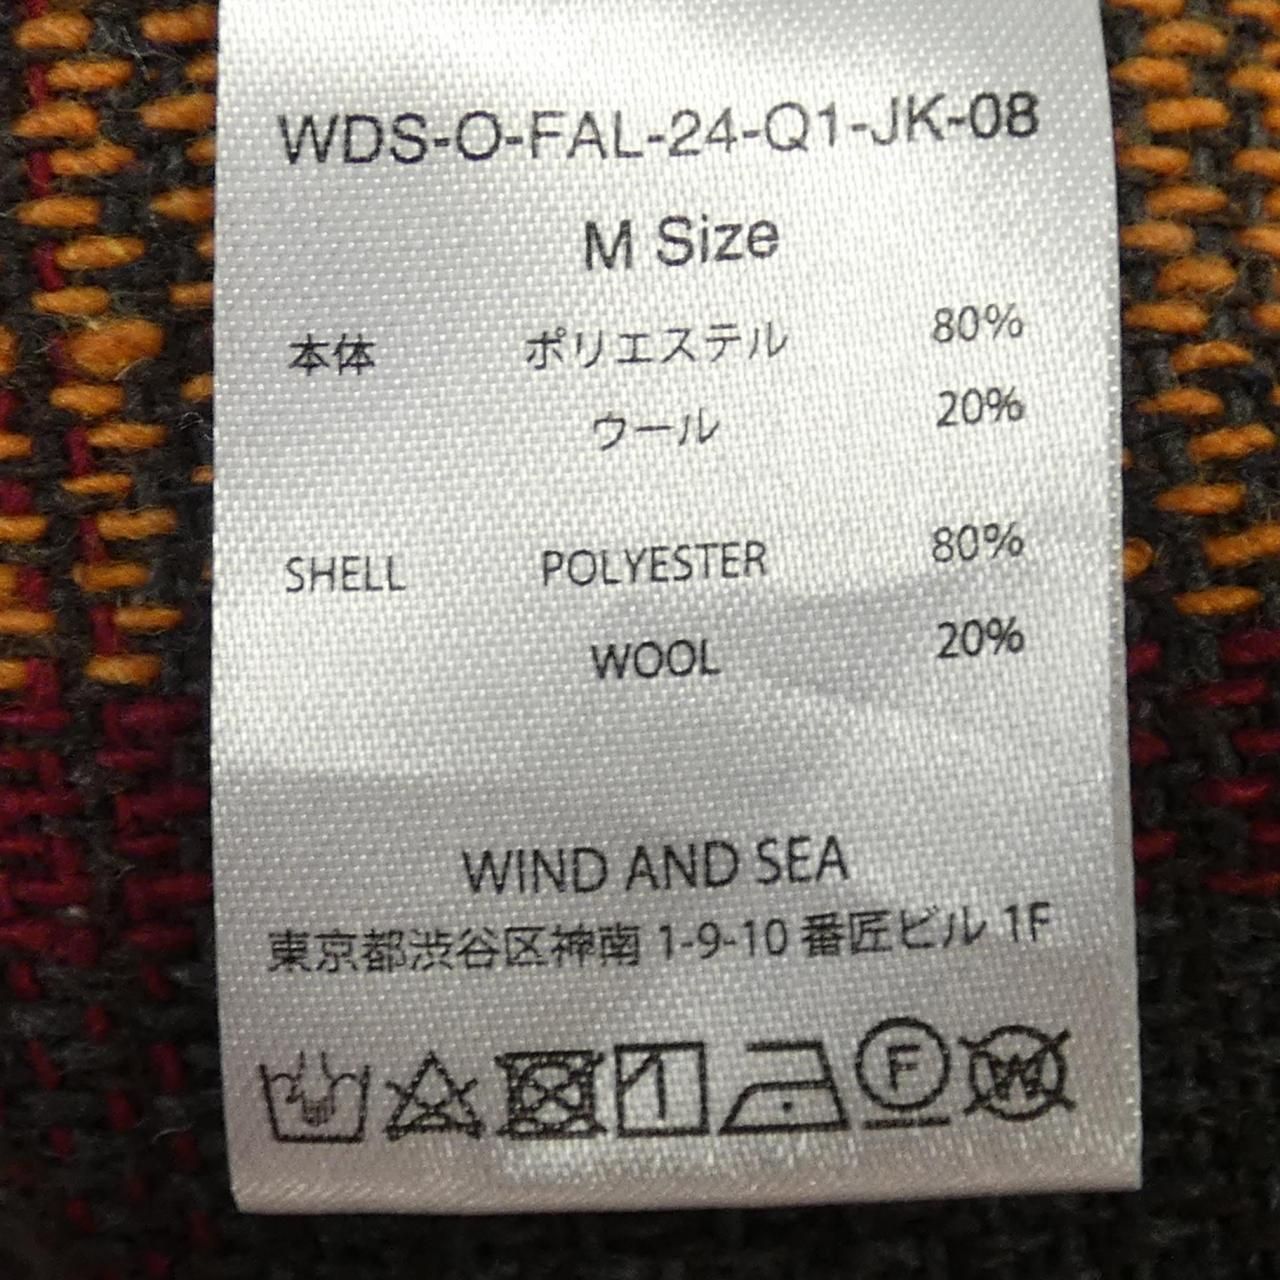 WDS-O-FAL-24-Q1-JK-08
M Size
本体 ポリエステル 80%
ウール 20%
SHELL POLYESTER 80%
WOOL 20%
WIND AND SEA
東京都渋谷区神南 1-9-10 番匠ビル 1F
F W